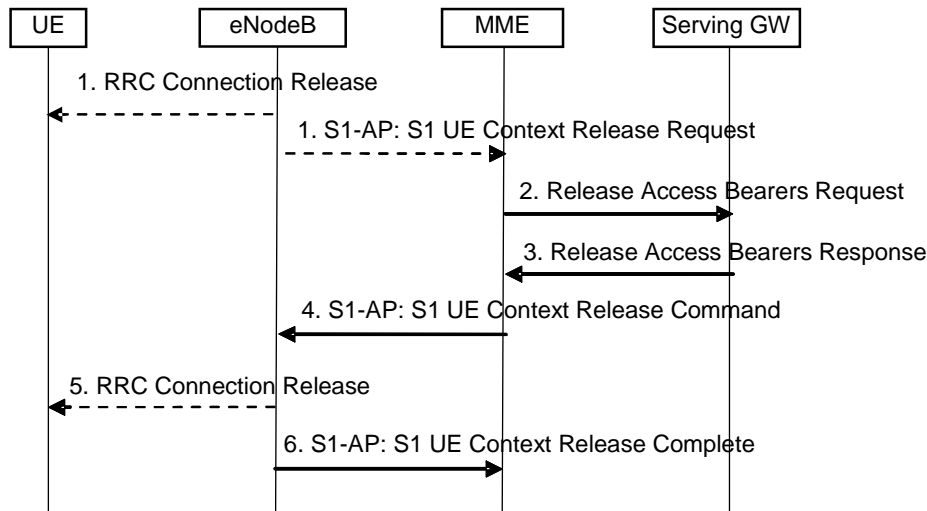 UE
eNodeB
MME
Serving GW
1. RRC Connection Release
1. S1-AP: S1 UE Context Release Request
2. Release Access Bearers Request
3. Release Access Bearers Response
4. S1-AP: S1 UE Context Release Command
5. RRC Connection Release
6. S1-AP: S1 UE Context Release Complete